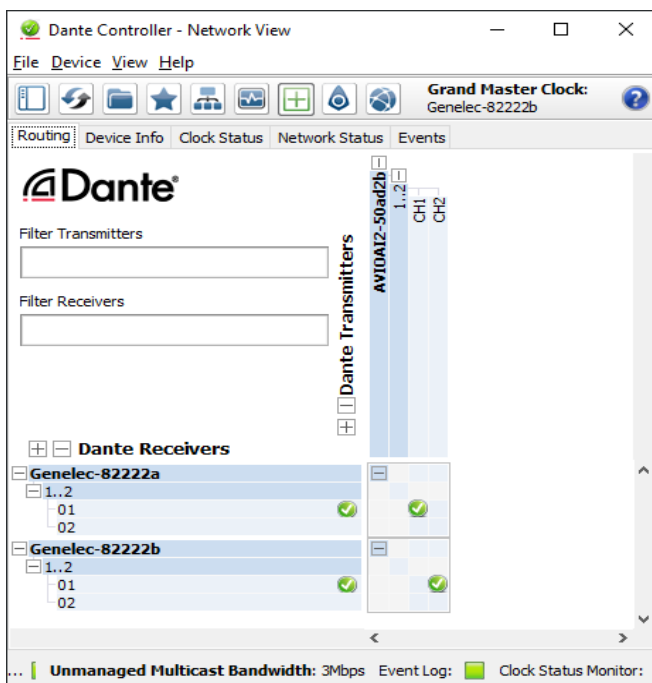 Dante Controller - Network View
File Device View Help
Grand Master Clock:
Genelec-82222b
Routing Device Info Clock Status Network Status Events
Dante®
Filter Transmitters
Filter Receivers
Dante Transmitters
AVIOAI2-50ad2b
1..2
CH1
CH2
Dante Receivers
Genelec-82222a
1..2
01
02
Genelec-82222b
1..2
01
02
... Unmanaged Multicast Bandwidth: 3Mbps Event Log: Clock Status Monitor: